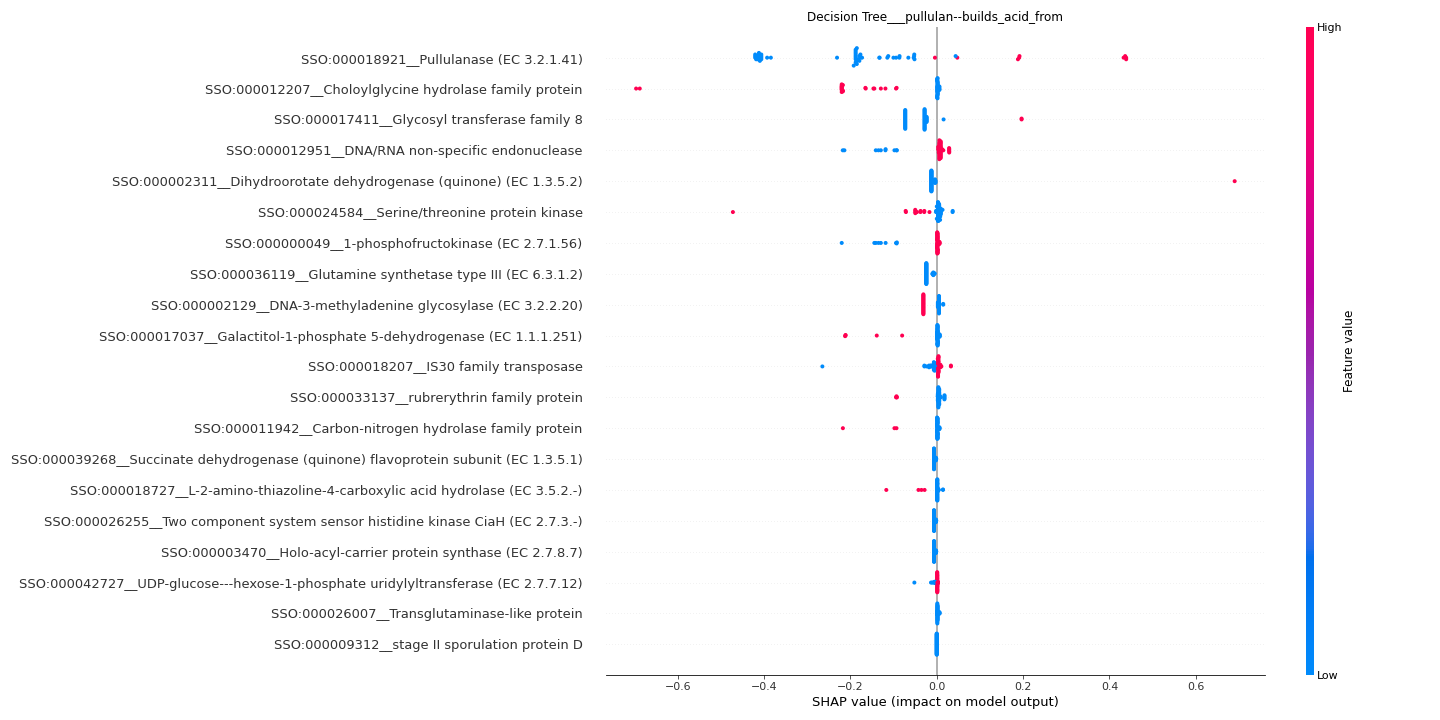 Decision Tree___pullulan--builds_acid_from
High
SSO:000018921__Pullulanase (EC 3.2.1.41)
SSO:000012207__Choloylglycine hydrolase family protein
SSO:000017411__Glycosyl transferase family 8
SSO:000012951__DNA/RNA non-specific endonuclease
SSO:000002311__Dihydroorotate dehydrogenase (quinone) (EC 1.3.5.2)
SSO:000024584__Serine/threonine protein kinase
SSO:000000049__1-phosphofructokinase (EC 2.7.1.56)
SSO:000036119__Glutamine synthetase type III (EC 6.3.1.2)
SSO:000002129__DNA-3-methyladenine glycosylase (EC 3.2.2.20)
SSO:000017037__Galactitol-1-phosphate 5-dehydrogenase (EC 1.1.1.251)
SSO:000018207__IS30 family transposase
SSO:000033137__rubrerythrin family protein
SSO:000011942__Carbon-nitrogen hydrolase family protein
SSO:000039268__Succinate dehydrogenase (quinone) flavoprotein subunit (EC 1.3.5.1)
SSO:000018727__L-2-amino-thiazoline-4-carboxylic acid hydrolase (EC 3.5.2.-)
SSO:000026255__Two component system sensor histidine kinase CiaH (EC 2.7.3.-)
SSO:000003470__Holo-acyl-carrier protein synthase (EC 2.7.8.7)
SSO:000042727__UDP-glucose---hexose-1-phosphate uridylyltransferase (EC 2.7.7.12)
SSO:000026007__Transglutaminase-like protein
SSO:000009312__stage II sporulation protein D
Feature value
Low
−0.6 −0.4 −0.2 0.0 0.2 0.4 0.6
SHAP value (impact on model output)